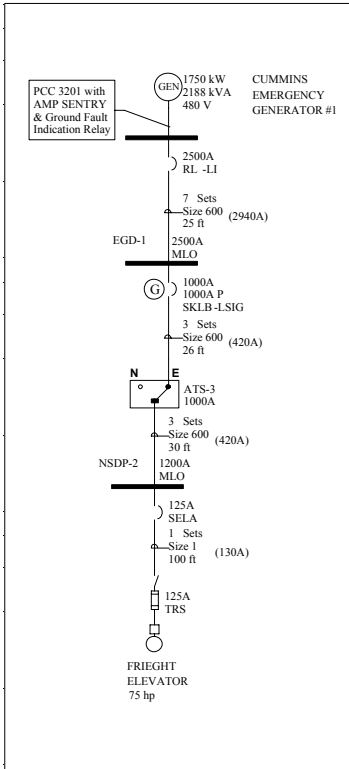 GEN
1750 kW
2188 kVA
480 V
CUMMINS
EMERGENCY
GENERATOR #1
PCC 3201 with
AMP SENTRY
& Ground Fault
Indication Relay
2500A
RL -LI
7 Sets
Size 600
25 ft
(2940A)
EGD-1
2500A
MLO
G
1000A
1000A P
SKLB -LSIG
3 Sets
Size 600
26 ft
(420A)
N E
ATS-3
1000A
3 Sets
Size 600
30 ft
(420A)
NSDP-2
1200A
MLO
125A
SELA
1 Sets
Size 1
100 ft
(130A)
125A
TRS
FRIEGHT
ELEVATOR
75 hp